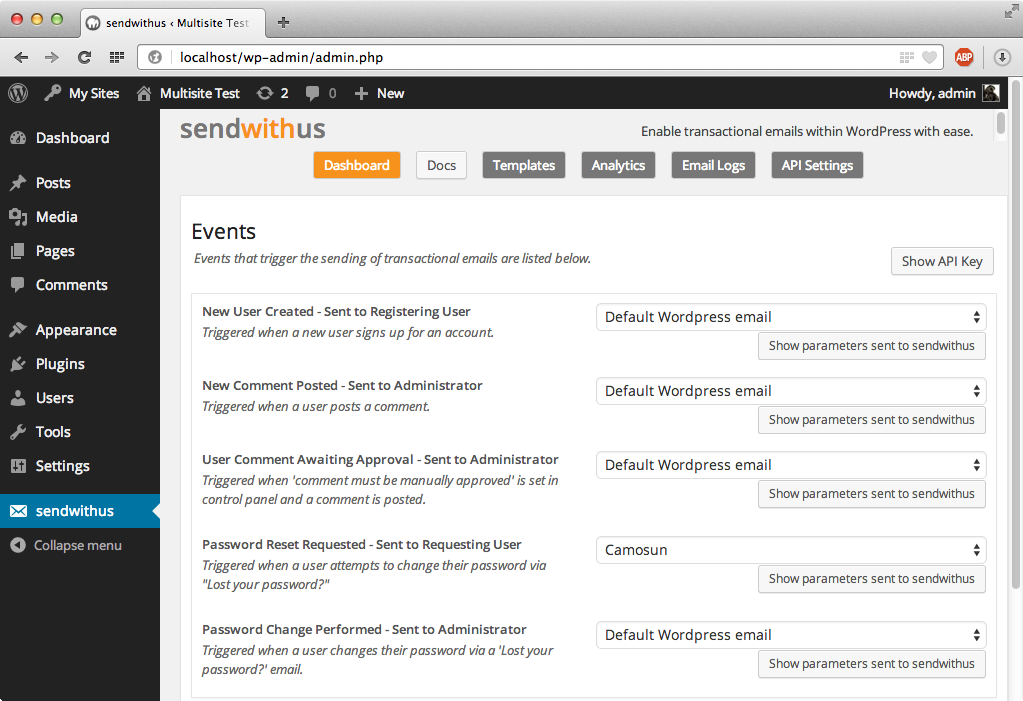 sendwithus ‹ Multisite Test
localhost/wp-admin/admin.php
ABP
My Sites
Multisite Test
2
0
New
Howdy, admin
Dashboard
Posts
Media
Pages
Comments
Appearance
Plugins
Users
Tools
Settings
sendwithus
Collapse menu
sendwithus
Enable transactional emails within WordPress with ease.
Dashboard
Docs
Templates
Analytics
Email Logs
API Settings
Events
Events that trigger the sending of transactional emails are listed below.
Show API Key
New User Created - Sent to Registering User
Triggered when a new user signs up for an account.
Default Wordpress email
Show parameters sent to sendwithus
New Comment Posted - Sent to Administrator
Triggered when a user posts a comment.
Default Wordpress email
Show parameters sent to sendwithus
User Comment Awaiting Approval - Sent to Administrator
Triggered when 'comment must be manually approved' is set in
control panel and a comment is posted.
Default Wordpress email
Show parameters sent to sendwithus
Password Reset Requested - Sent to Requesting User
Triggered when a user attempts to change their password via
"Lost your password?"
Camosun
Show parameters sent to sendwithus
Password Change Performed - Sent to Administrator
Triggered when a user changes their password via a 'Lost your
password?' email.
Default Wordpress email
Show parameters sent to sendwithus